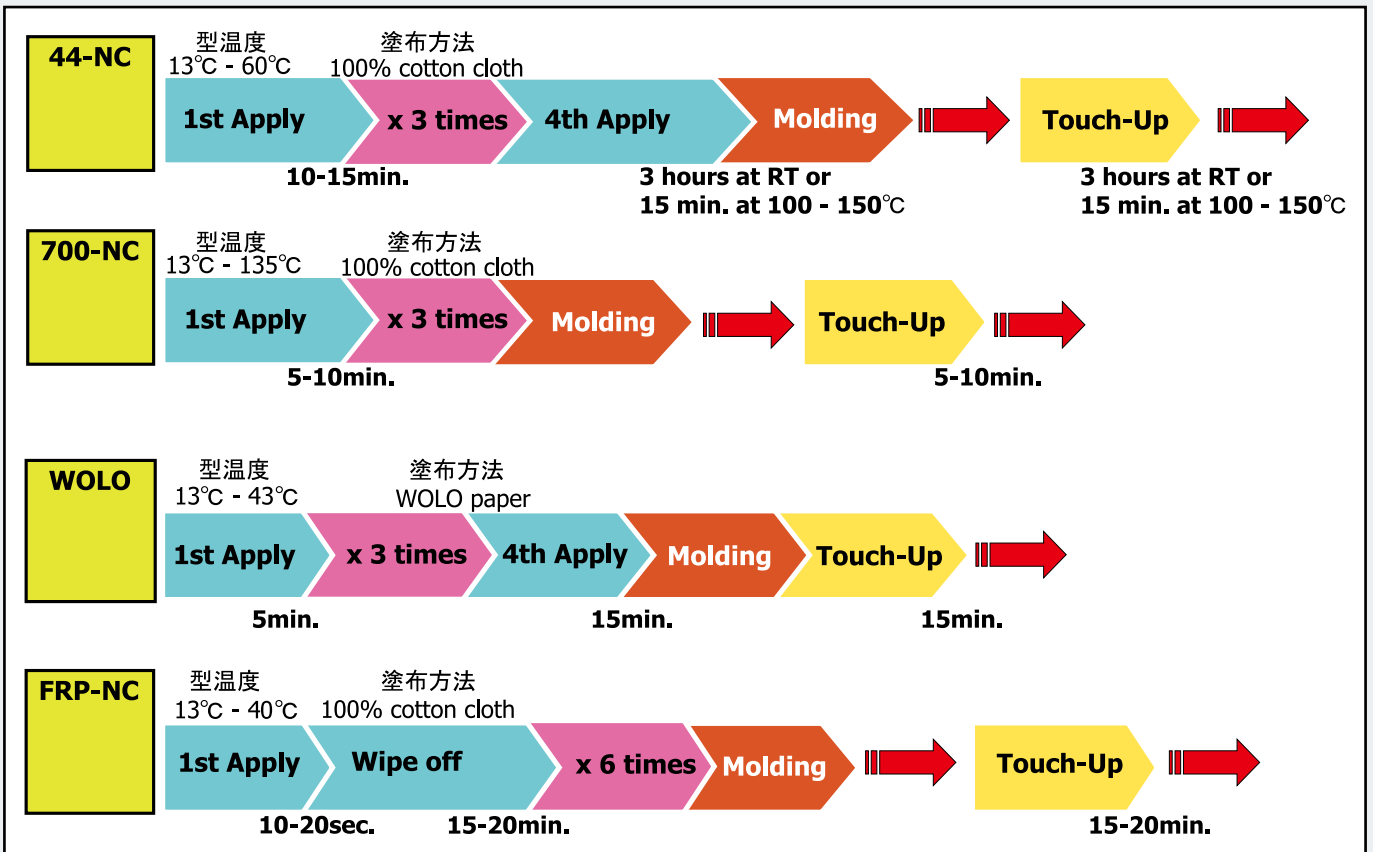 44-NC
型温度
13℃ - 60℃
塗布方法
100% cotton cloth
1st Apply
x 3 times
4th Apply
Molding
Touch-Up
10-15min.
3 hours at RT or
15 min. at 100 - 150℃
3 hours at RT or
15 min. at 100 - 150℃
700-NC
型温度
13℃ - 135℃
塗布方法
100% cotton cloth
1st Apply
x 3 times
Molding
Touch-Up
5-10min.
5-10min.
WOLO
型温度
13℃ - 43℃
塗布方法
WOLO paper
1st Apply
x 3 times
4th Apply
Molding
Touch-Up
5min.
15min.
15min.
FRP-NC
型温度
13℃ - 40℃
塗布方法
100% cotton cloth
1st Apply
Wipe off
x 6 times
Molding
Touch-Up
10-20sec.
15-20min.
15-20min.